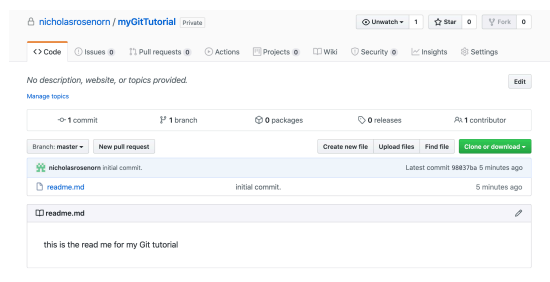 nicholasrosenorn / myGitTutorial Private
Unwatch 1 Star 0 Fork 0
Code Issues 0 Pull requests 0 Actions Projects 0 Wiki Security 0 Insights Settings
No description, website, or topics provided. Edit
Manage topics
1 commit 1 branch 0 packages 0 releases 1 contributor
Branch: master New pull request Create new file Upload files Find file Clone or download
nicholasrosenorn initial commit. Latest commit 98037ba 5 minutes ago
readme.md initial commit. 5 minutes ago
readme.md
this is the read me for my Git tutorial